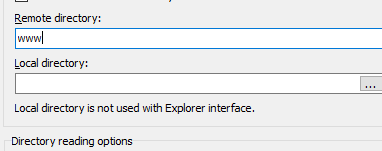 Remote directory:
www
Local directory:
...
Local directory is not used with Explorer interface.
Directory reading options